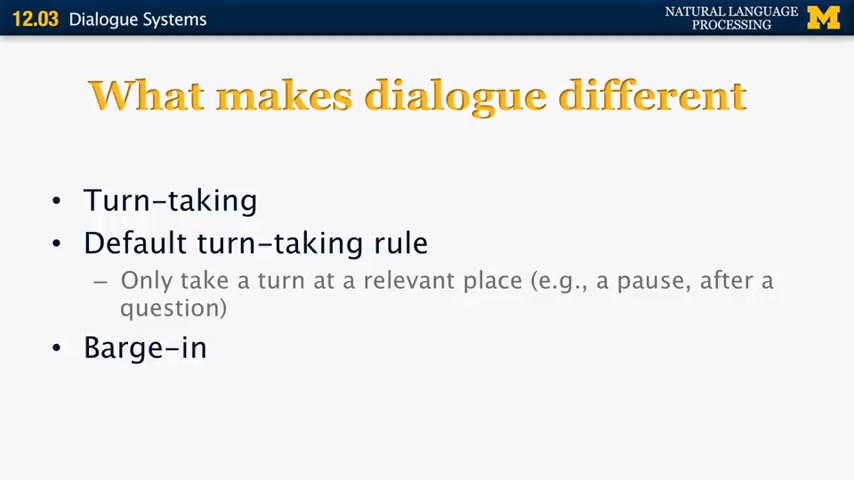 12.03 Dialogue Systems
NATURAL LANGUAGE
PROCESSING
M
What makes dialogue different
• Turn-taking
• Default turn-taking rule
– Only take a turn at a relevant place (e.g., a pause, after a
question)
• Barge-in